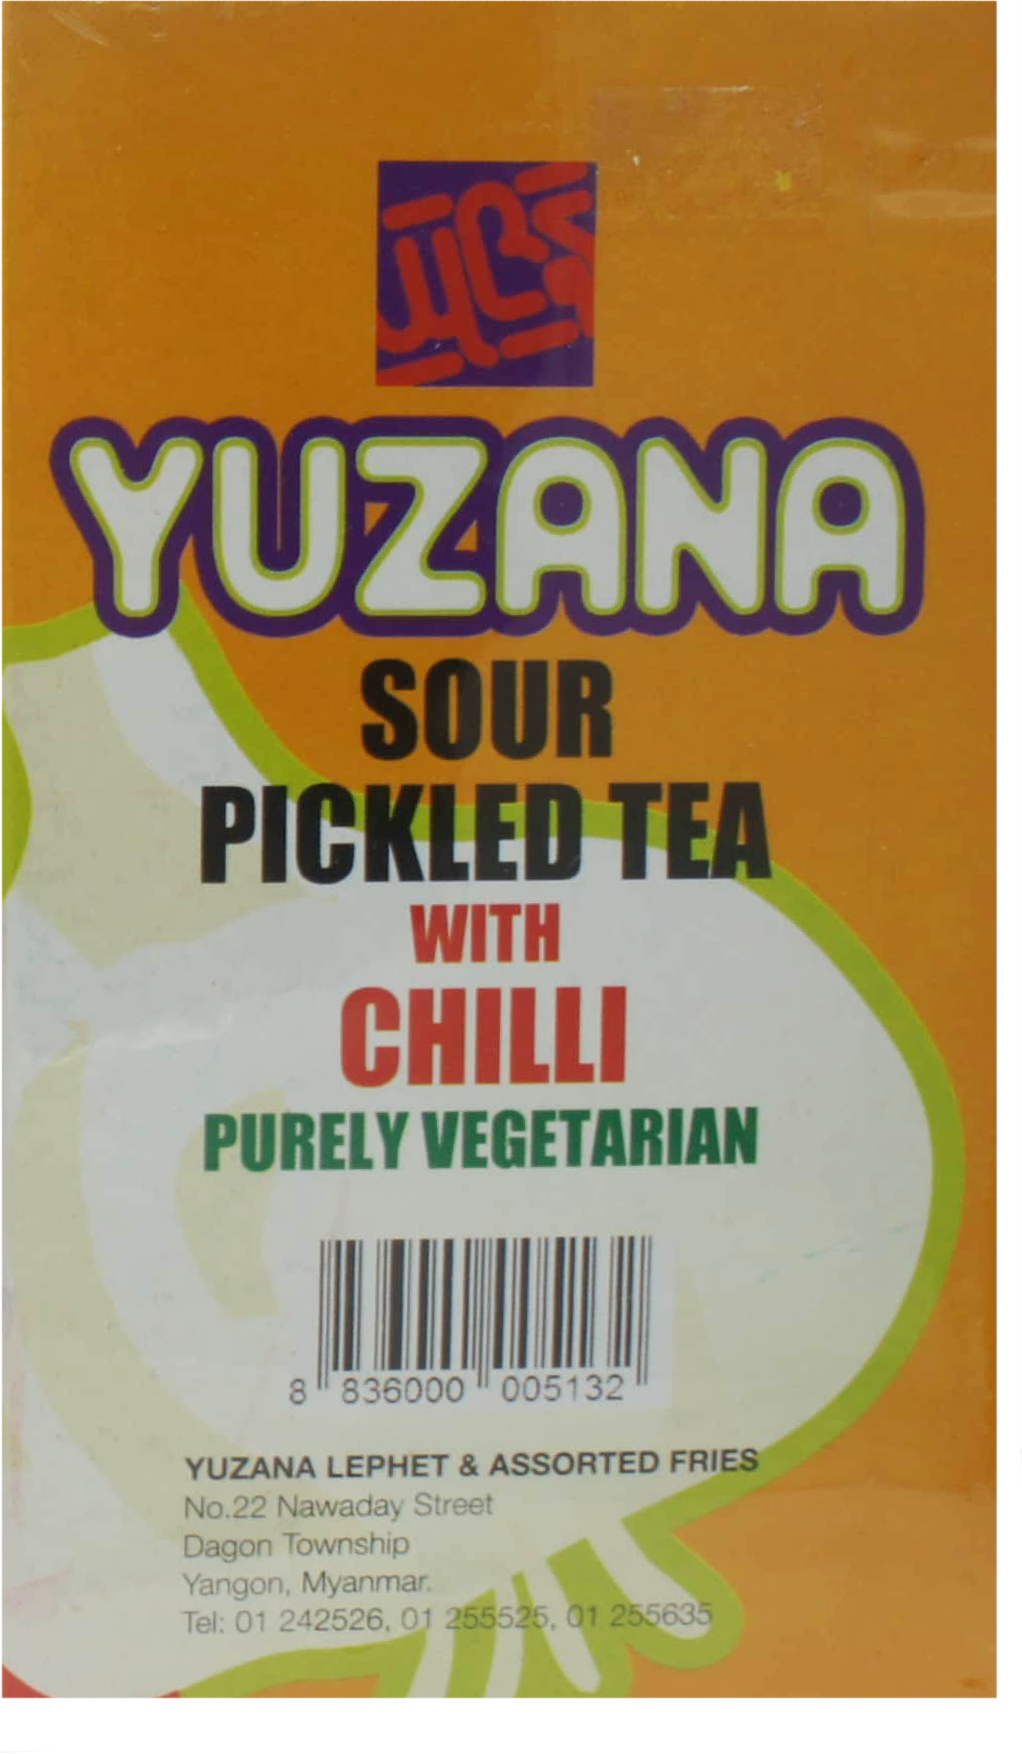 YUZANA
SOUR
PICKLED TEA
WITH
CHILLI
PURELY VEGETARIAN
8 836000 005132
YUZANA LEPHET & ASSORTED FRIES
No.22 Nawaday Street
Dagon Township
Yangon, Myanmar.
Tel: 01 242526, 01 255525, 01 255635